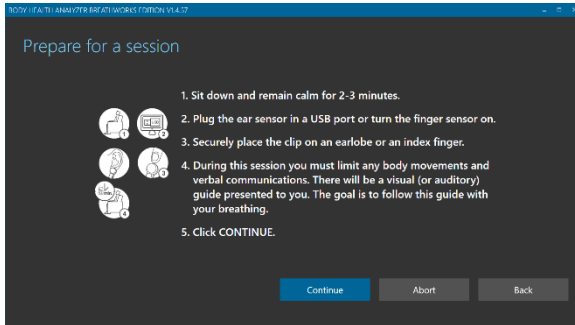 BODY HEALTH ANALYZER BREATHWORKS EDITION V1.4.57
Prepare for a session
1. Sit down and remain calm for 2-3 minutes.
2. Plug the ear sensor in a USB port or turn the finger sensor on.
3. Securely place the clip on an earlobe or an index finger.
4. During this session you must limit any body movements and
verbal communications. There will be a visual (or auditory)
guide presented to you. The goal is to follow this guide with
your breathing.
5. Click CONTINUE.
1
2
3
4
Continue
Abort
Back